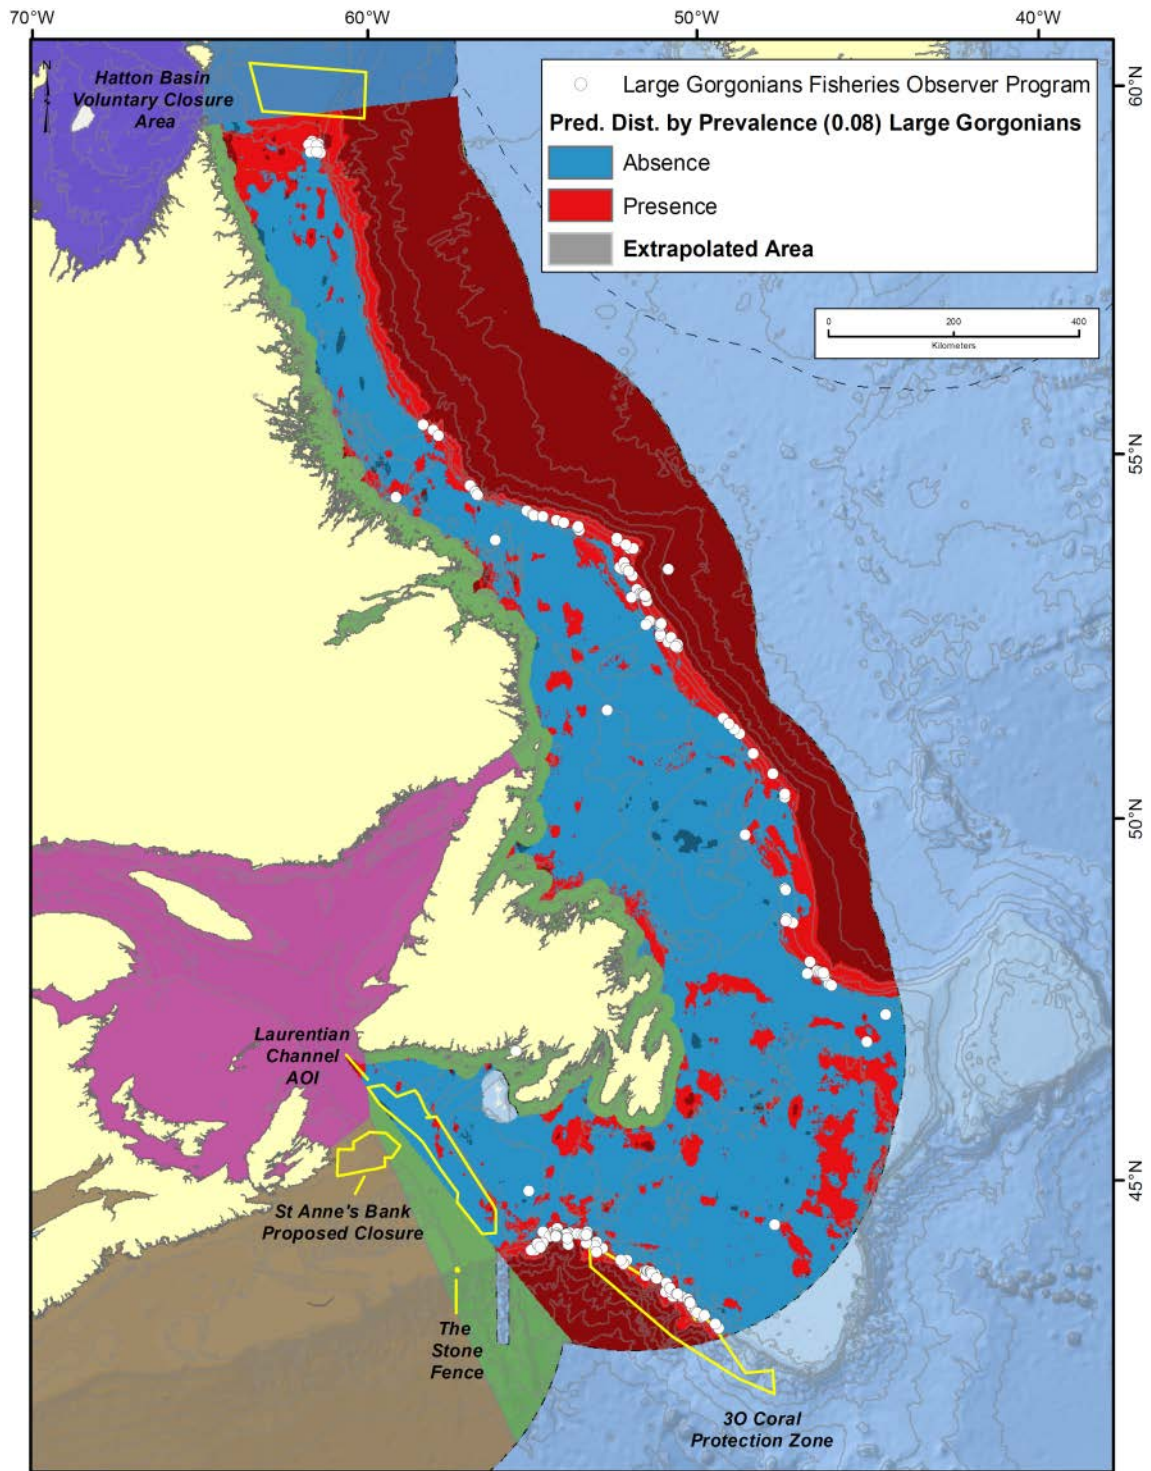 70°W
60°W
50°W
40°W
N
Hatton Basin
Voluntary Closure
Area
Large Gorgonians Fisheries Observer Program
Pred. Dist. by Prevalence (0.08) Large Gorgonians
Absence
Presence
Extrapolated Area
60°N
0
200
400
Kilometers
55°N
50°N
Laurentian
Channel
AOI
45°N
St Anne's Bank
Proposed Closure
The
Stone
Fence
3O Coral
Protection Zone